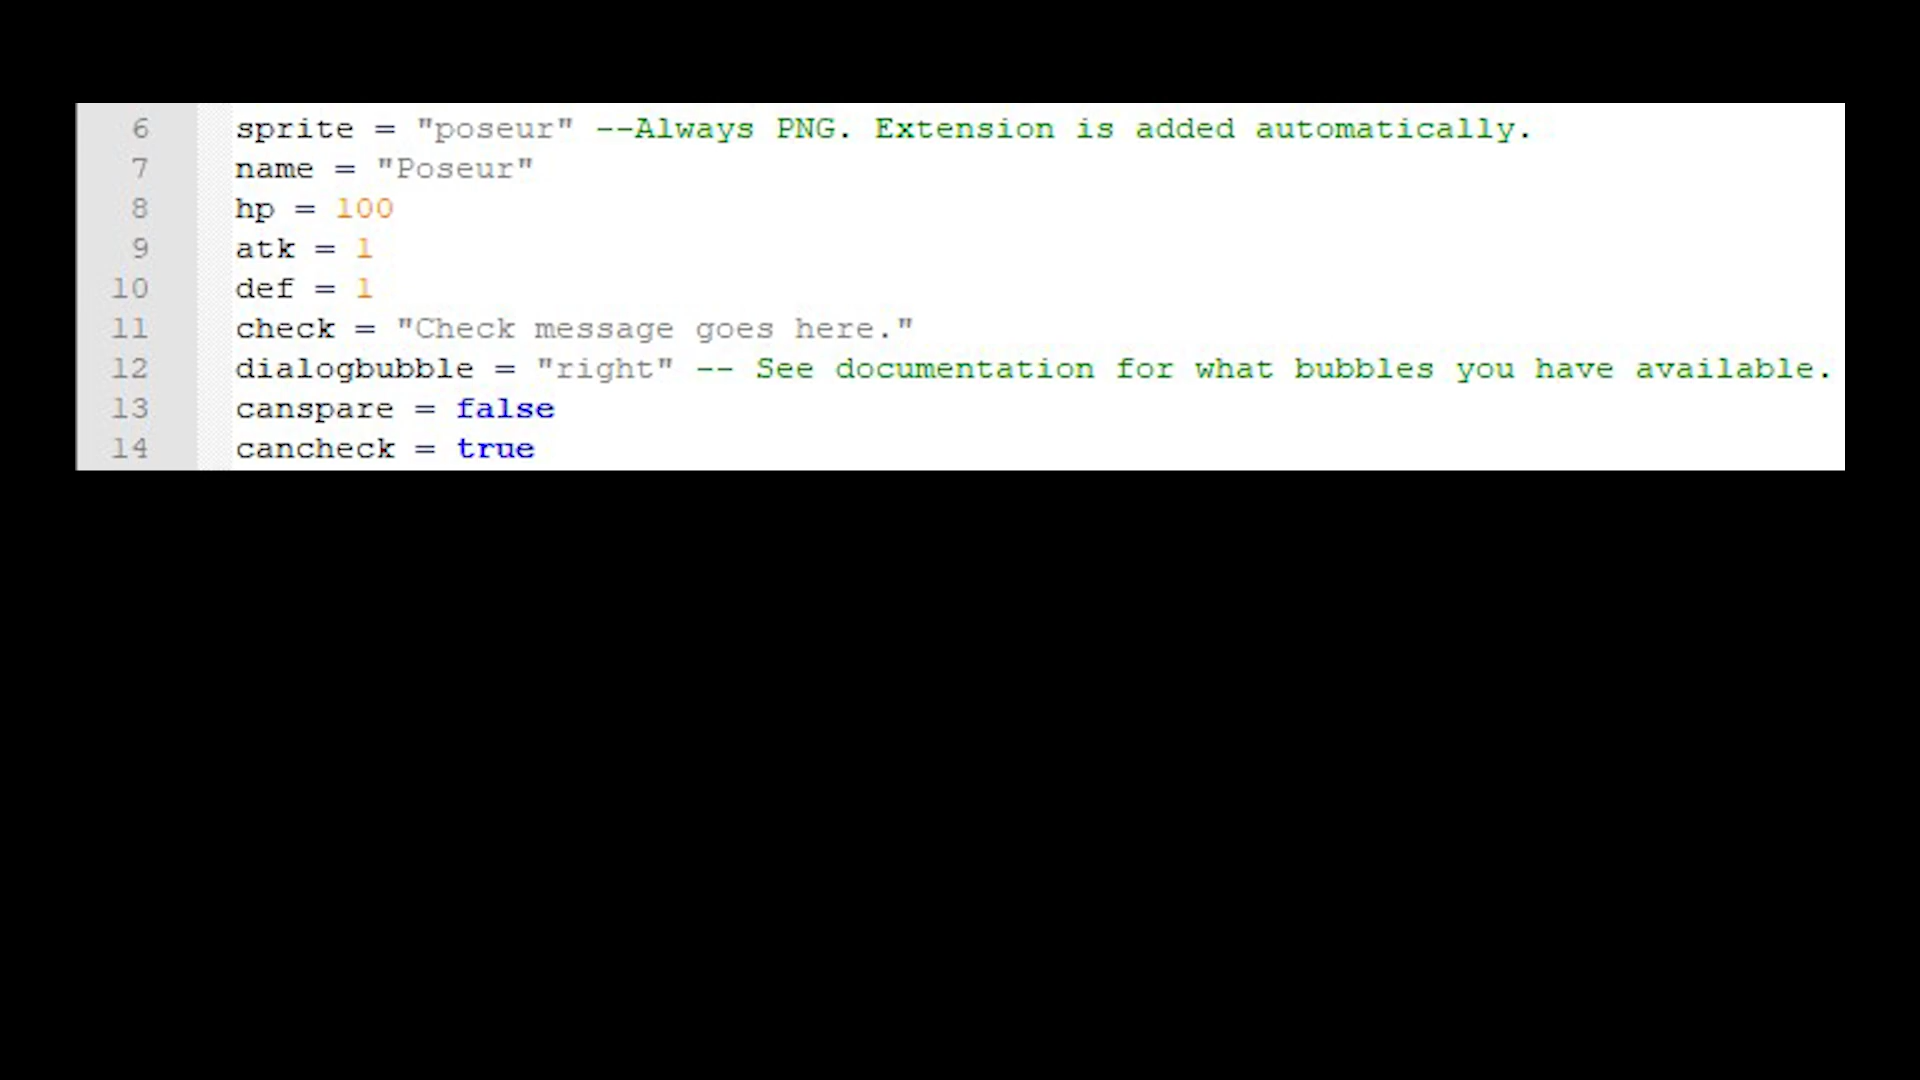 6 sprite = "poseur" --Always PNG. Extension is added automatically.
7 name = "Poseur"
8 hp = 100
9 atk = 1
10 def = 1
11 check = "Check message goes here."
12 dialogbubble = "right" -- See documentation for what bubbles you have available.
13 canspare = false
14 cancheck = true